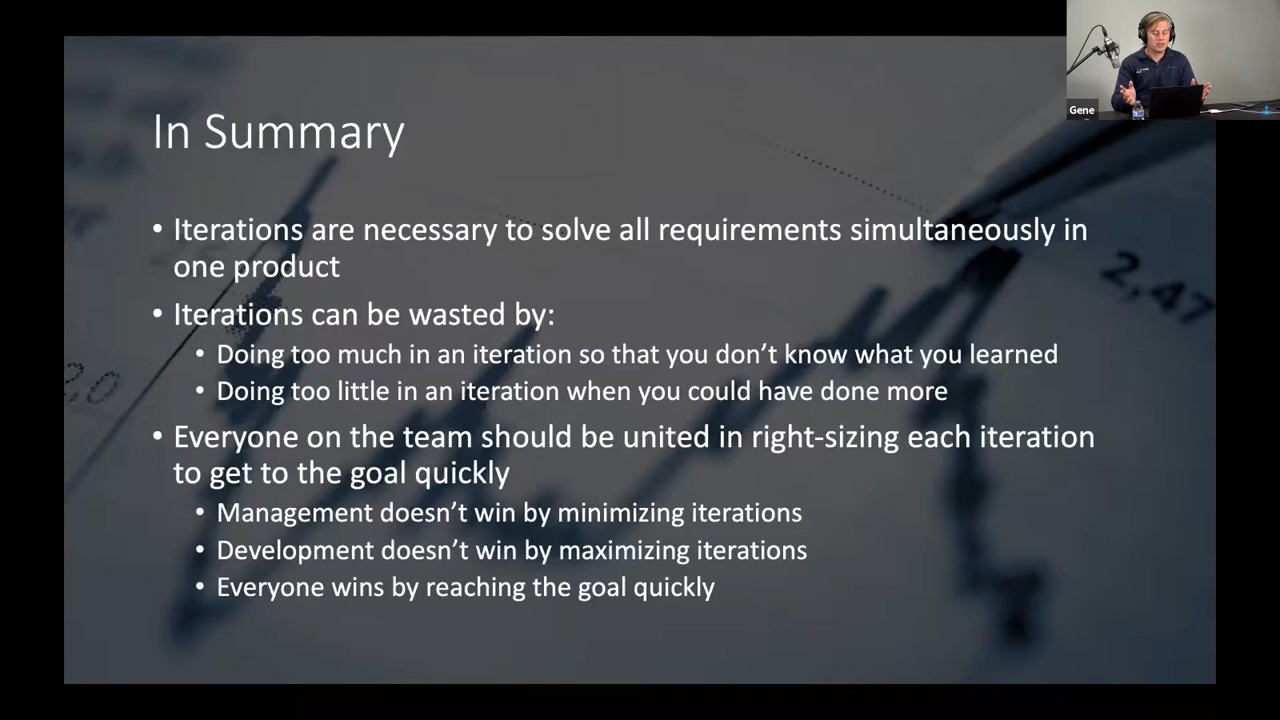 Gene
In Summary
• Iterations are necessary to solve all requirements simultaneously in
one product
• Iterations can be wasted by:
• Doing too much in an iteration so that you don’t know what you learned
• Doing too little in an iteration when you could have done more
• Everyone on the team should be united in right-sizing each iteration
to get to the goal quickly
• Management doesn’t win by minimizing iterations
• Development doesn’t win by maximizing iterations
• Everyone wins by reaching the goal quickly
2,47
2,0